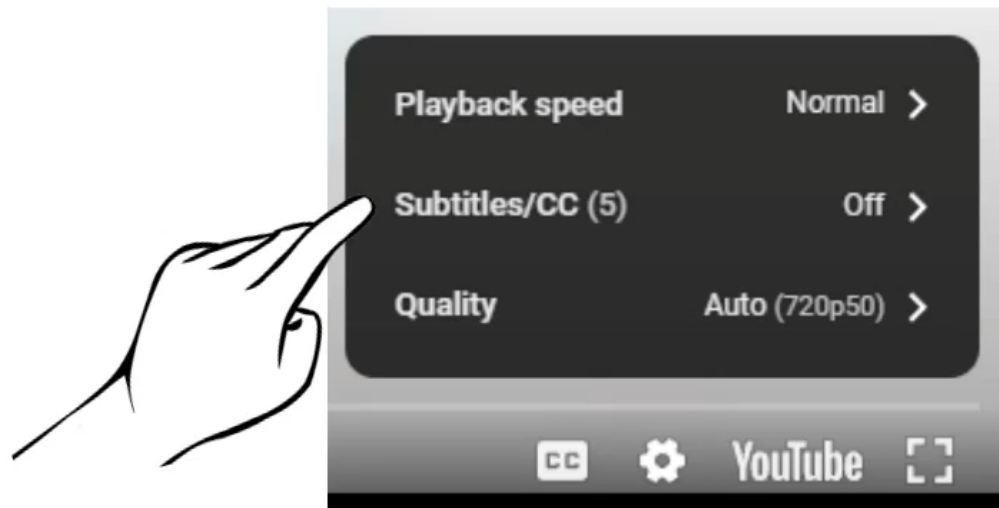 Playback speed Normal
Subtitles/CC (5) Off
Quality Auto (720p50)
CC YouTube